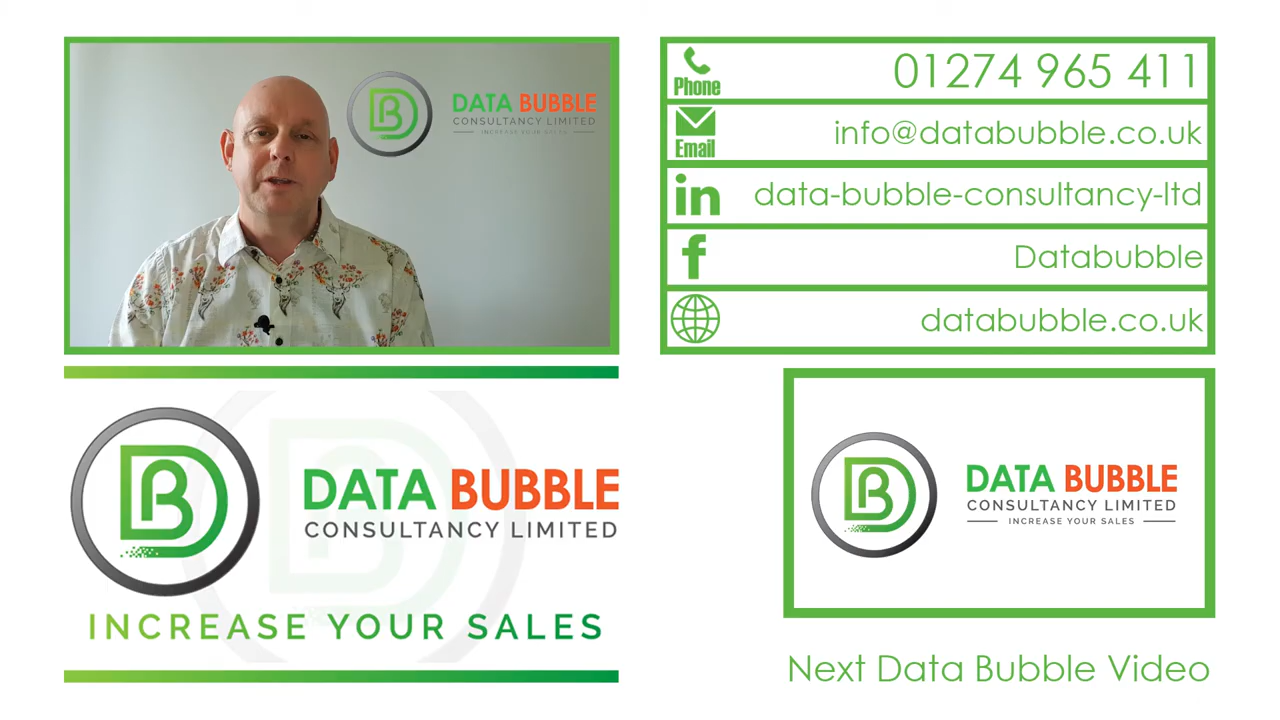 DATA BUBBLE
CONSULTANCY LIMITED
INCREASE YOUR SALES
Phone
01274 965 411
Email
info@databubble.co.uk
in
data-bubble-consultancy-ltd
f
Databubble
databubble.co.uk
DATA BUBBLE
CONSULTANCY LIMITED
INCREASE YOUR SALES
DATA BUBBLE
CONSULTANCY LIMITED
INCREASE YOUR SALES
Next Data Bubble Video